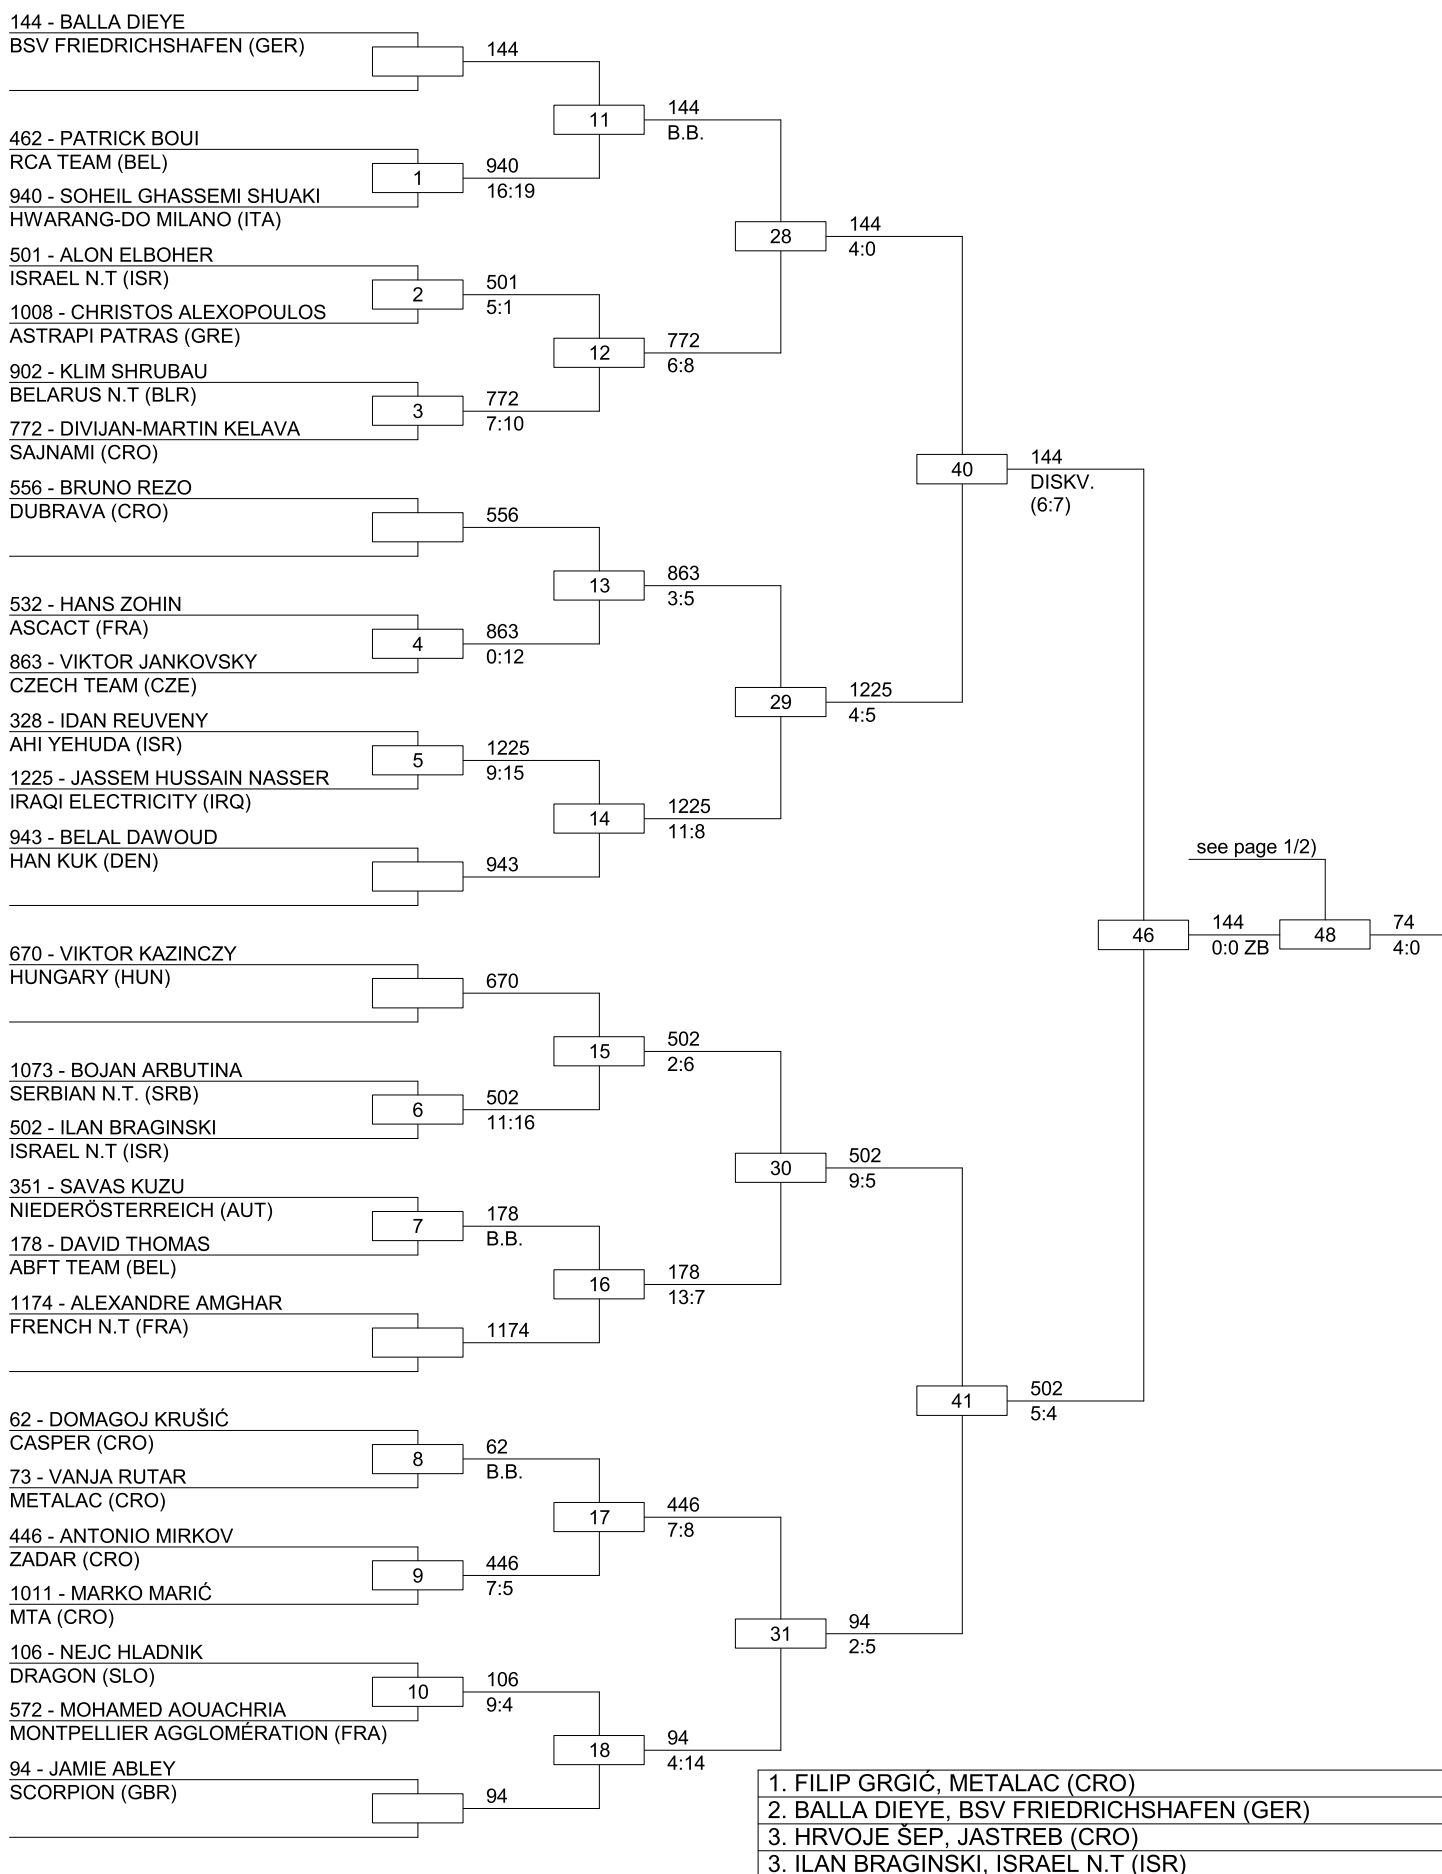 144 - BALLA DIEYE
BSV FRIEDRICHSHAFEN (GER)
144
462 - PATRICK BOUI
RCA TEAM (BEL)
1
940
16:19
940 - SOHEIL GHASSEMI SHUAKI
HWARANG-DO MILANO (ITA)
11
144
B.B.
501 - ALON ELBOHER
ISRAEL N.T (ISR)
2
501
5:1
1008 - CHRISTOS ALEXOPOULOS
ASTRAPI PATRAS (GRE)
12
772
6:8
902 - KLIM SHRUBAU
BELARUS N.T (BLR)
3
772
7:10
772 - DIVIJAN-MARTIN KELAVA
SAJNAMI (CRO)
28
144
4:0
556 - BRUNO REZO
DUBRAVA (CRO)
556
40
144
DISKV.
(6:7)
532 - HANS ZOHIN
ASCACT (FRA)
4
863
0:12
863 - VIKTOR JANKOVSKY
CZECH TEAM (CZE)
13
863
3:5
328 - IDAN REUVENY
AHI YEHUDA (ISR)
5
1225
9:15
1225 - JASSEM HUSSAIN NASSER
IRAQI ELECTRICITY (IRQ)
29
1225
4:5
14
1225
11:8
943 - BELAL DAWOUD
HAN KUK (DEN)
943
see page 1/2)
46
144
0:0 ZB
48
74
4:0
670 - VIKTOR KAZINCZY
HUNGARY (HUN)
670
15
502
2:6
1073 - BOJAN ARBUTINA
SERBIAN N.T. (SRB)
6
502
11:16
502 - ILAN BRAGINSKI
ISRAEL N.T (ISR)
30
502
9:5
351 - SAVAS KUZU
NIEDERÖSTERREICH (AUT)
7
178
B.B.
178 - DAVID THOMAS
ABFT TEAM (BEL)
16
178
13:7
1174 - ALEXANDRE AMGHAR
FRENCH N.T (FRA)
1174
41
502
5:4
62 - DOMAGOJ KRUŠIĆ
CASPER (CRO)
8
62
B.B.
73 - VANJA RUTAR
METALAC (CRO)
17
446
7:8
446 - ANTONIO MIRKOV
ZADAR (CRO)
9
446
7:5
1011 - MARKO MARIĆ
MTA (CRO)
31
94
2:5
106 - NEJC HLADNIK
DRAGON (SLO)
10
106
9:4
572 - MOHAMED AOUACHRIA
MONTPELLIER AGGLOMÉRATION (FRA)
18
94
4:14
94 - JAMIE ABLEY
SCORPION (GBR)
94
1. FILIP GRGIĆ, METALAC (CRO)
2. BALLA DIEYE, BSV FRIEDRICHSHAFEN (GER)
3. HRVOJE ŠEP, JASTREB (CRO)
3. ILAN BRAGINSKI, ISRAEL N.T (ISR)